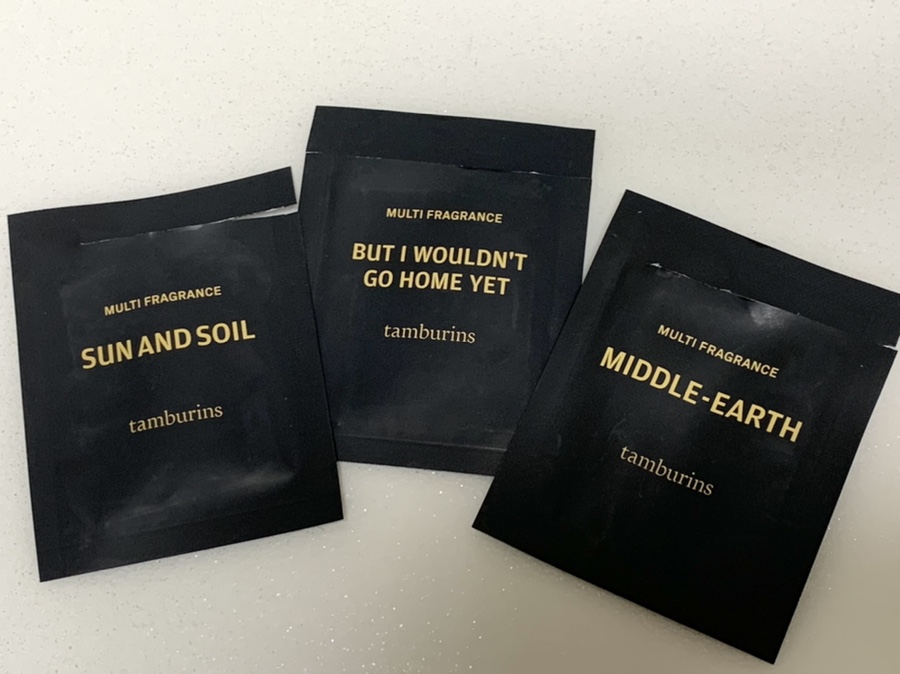 MULTI FRAGRANCE
SUN AND SOIL
tamburins
MULTI FRAGRANCE
BUT I WOULDN'T
GO HOME YET
tamburins
MULTI FRAGRANCE
MIDDLE-EARTH
tamburins